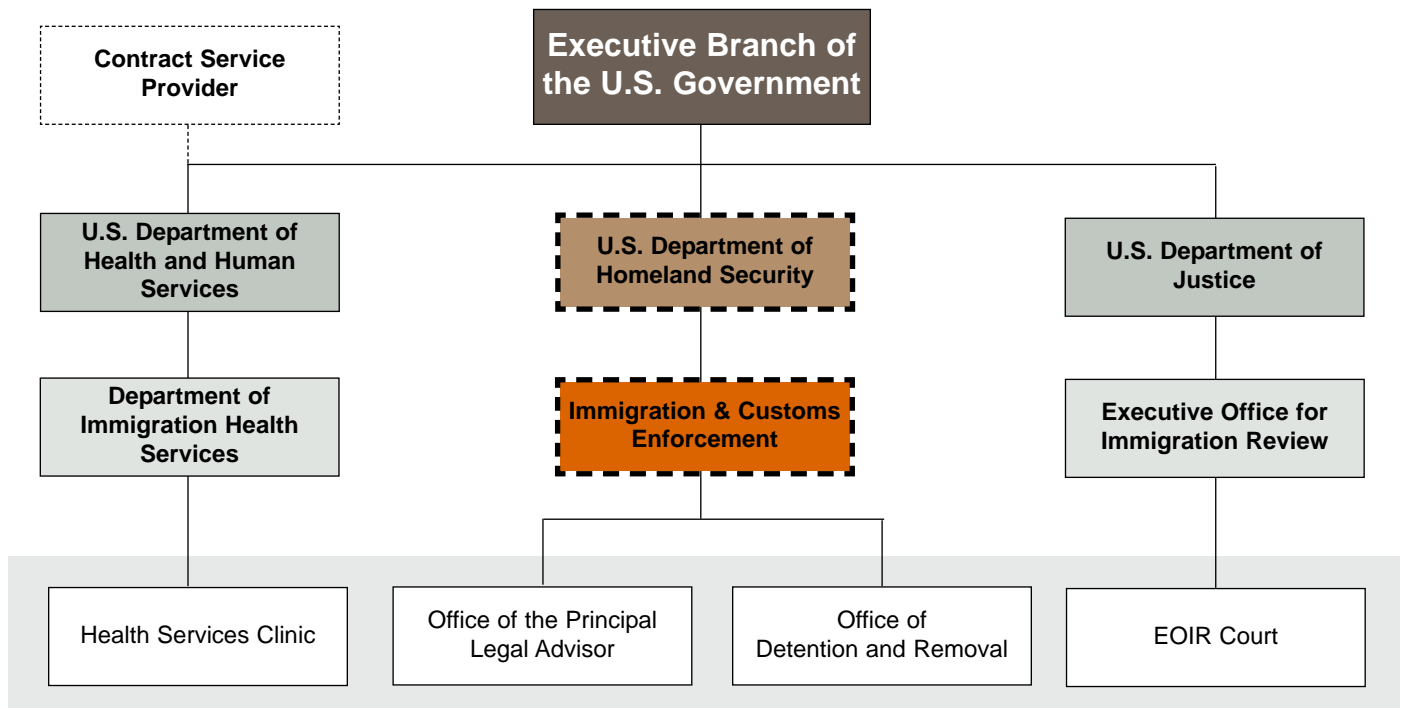 Contract Service
Provider
Executive Branch of
the U.S. Government
U.S. Department of
Health and Human
Services
U.S. Department of
Homeland Security
U.S. Department of
Justice
Department of
Immigration Health
Services
Immigration & Customs
Enforcement
Executive Office for
Immigration Review
Health Services Clinic
Office of the Principal
Legal Advisor
Office of
Detention and Removal
EOIR Court